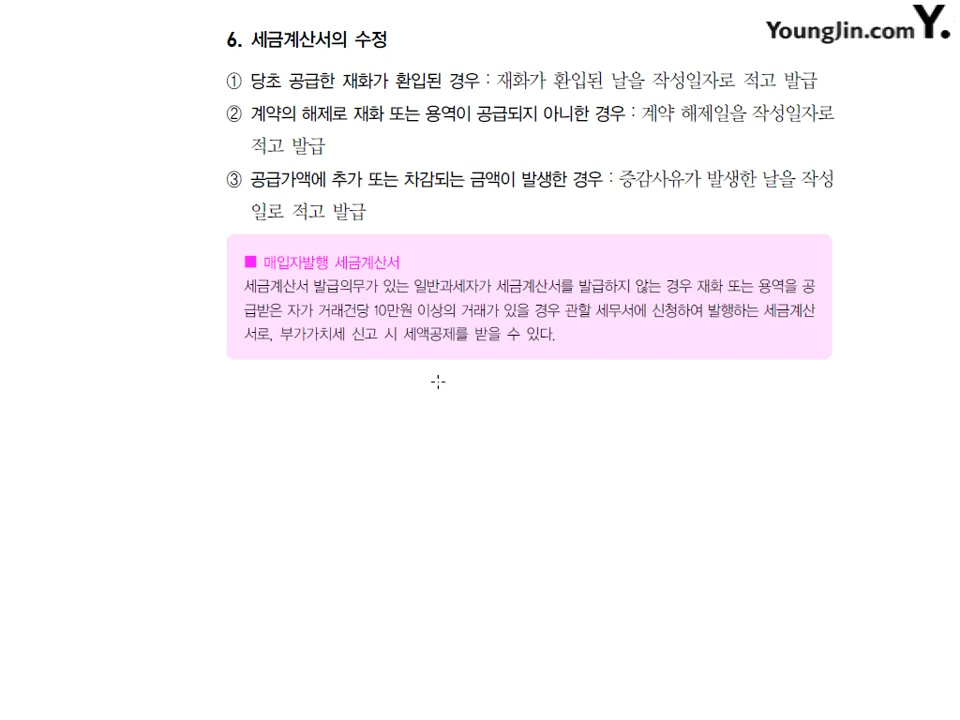 YoungJin.com Y.
6. 세금계산서의 수정
① 당초 공급한 재화가 환입된 경우 : 재화가 환입된 날을 작성일자로 적고 발급
② 계약의 해제로 재화 또는 용역이 공급되지 아니한 경우 : 계약 해제일을 작성일자로
적고 발급
③ 공급가액에 추가 또는 차감되는 금액이 발생한 경우 : 증감사유가 발생한 날을 작성
일로 적고 발급
■ 매입자발행 세금계산서
세금계산서 발급의무가 있는 일반과세자가 세금계산서를 발급하지 않는 경우 재화 또는 용역을 공
급받은 자가 거래건당 10만원 이상의 거래가 있을 경우 관할 세무서에 신청하여 발행하는 세금계산
서로, 부가가치세 신고 시 세액공제를 받을 수 있다.